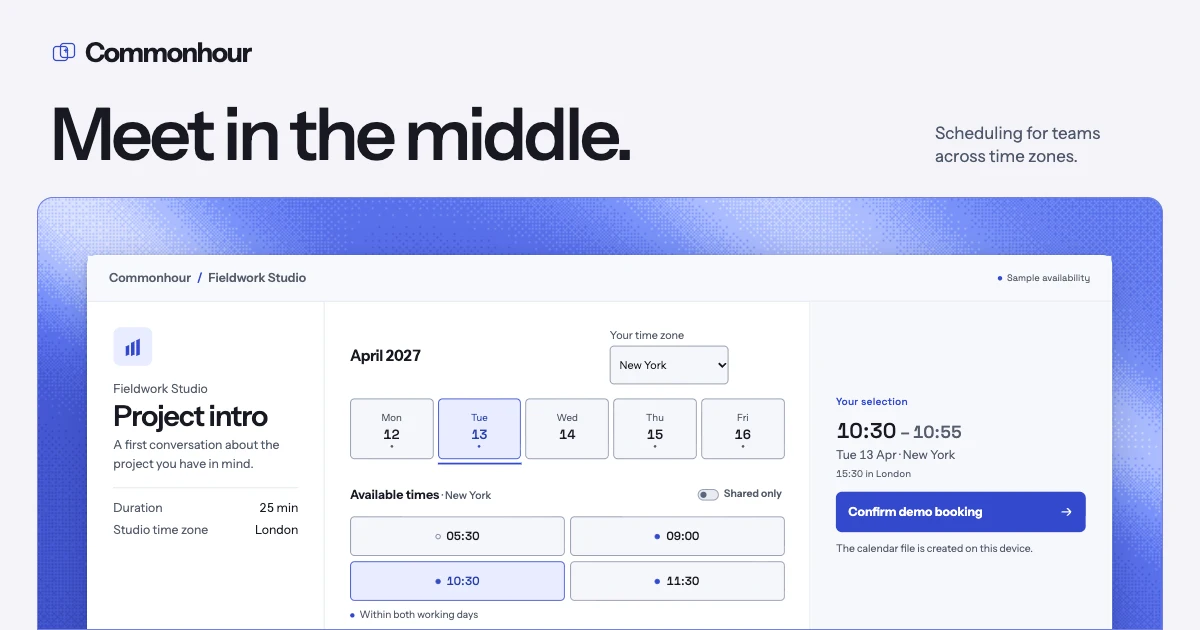 Commonhour
Meet in the middle.
Scheduling for teams
across time zones.
Commonhour / Fieldwork Studio
Sample availability
Fieldwork Studio
Project intro
A first conversation about the
project you have in mind.
Duration 25 min
Studio time zone London
April 2027
Your time zone
New York
Mon
12
Tue
13
Wed
14
Thu
15
Fri
16
Available times · New York
Shared only
05:30
09:00
10:30
11:30
Within both working days
Your selection
10:30 – 10:55
Tue 13 Apr · New York
15:30 in London
Confirm demo booking →
The calendar file is created on this device.